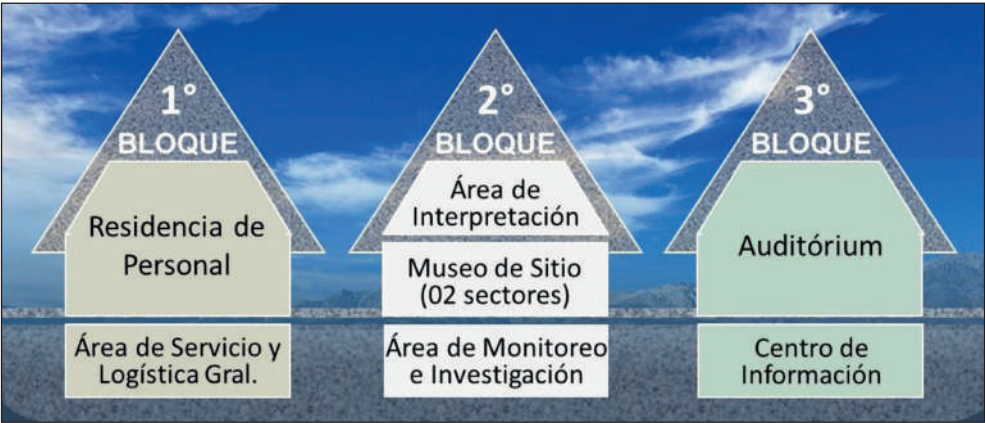 1°
BLOQUE
Residencia de
Personal
Área de Servicio y
Logística Gral.
2°
BLOQUE
Área de
Interpretación
Museo de Sitio
(02 sectores)
Área de Monitoreo
e Investigación
3°
BLOQUE
Auditórium
Centro de
Información